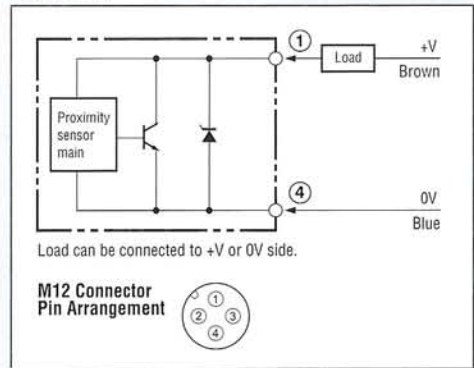 ①
Load
+V
Brown
Proximity
sensor
main
④
0V
Blue
Load can be connected to +V or 0V side.
M12 Connector
Pin Arrangement
①
② ③
④